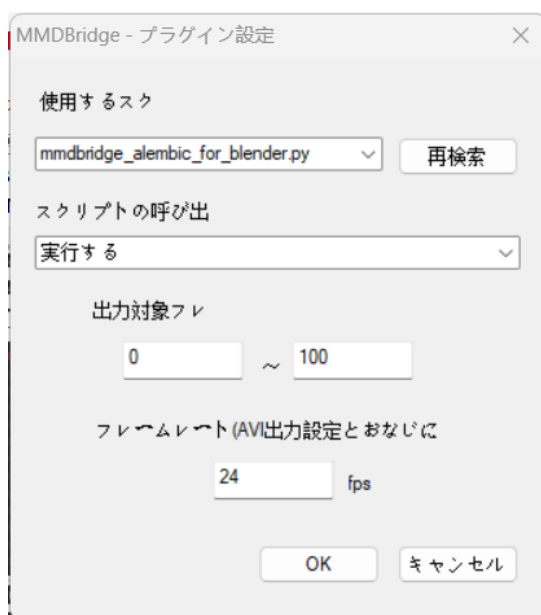 MMDBridge - プラグイン設定
使用するスク
mmdbridge_alembic_for_blender.py
再検索
スクリプトの呼び出
実行する
出力対象フレ
0 ～ 100
フレームレート(AVI出力設定とおなじに
24 fps
OK キャンセル